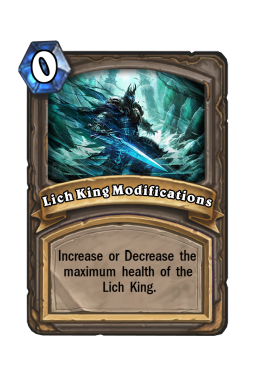 0
Lich King Modifications
Increase or Decrease the
maximum health of the
Lich King.